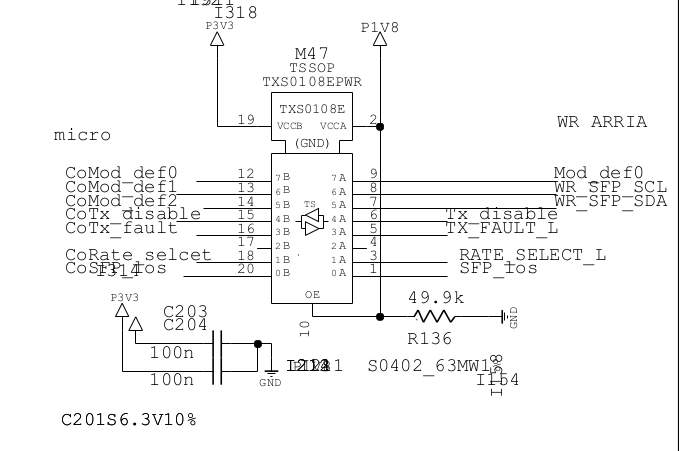 I318
P3V3
P1V8
M47
TSSOP
TXS0108EPWR
TXS0108E
19 VCCB VCCA 2
WR ARRIA
micro
(GND)
CoMod_def0 12 7B 7A 9 Mod_def0
CoMod_def1 13 6B 6A 8 WR_SFP_SCL
CoMod_def2 14 5B 5A 7 WR_SFP_SDA
CoTx_disable 15 4B TS 4A 6 Tx_disable
CoTx_fault 16 3B 3A 5 TX_FAULT_L
17 2B 2A 4
CoRate_selcet 18 1B 1A 3 RATE_SELECT_L
CoSFP_los 20 0B 0A 1 SFP_los
I314
P3V3
OE
10
49.9k
GND
R136
C203
C204
100n
100n
GND
S0402_63MW1
I158
I154
C201S6.3V10%